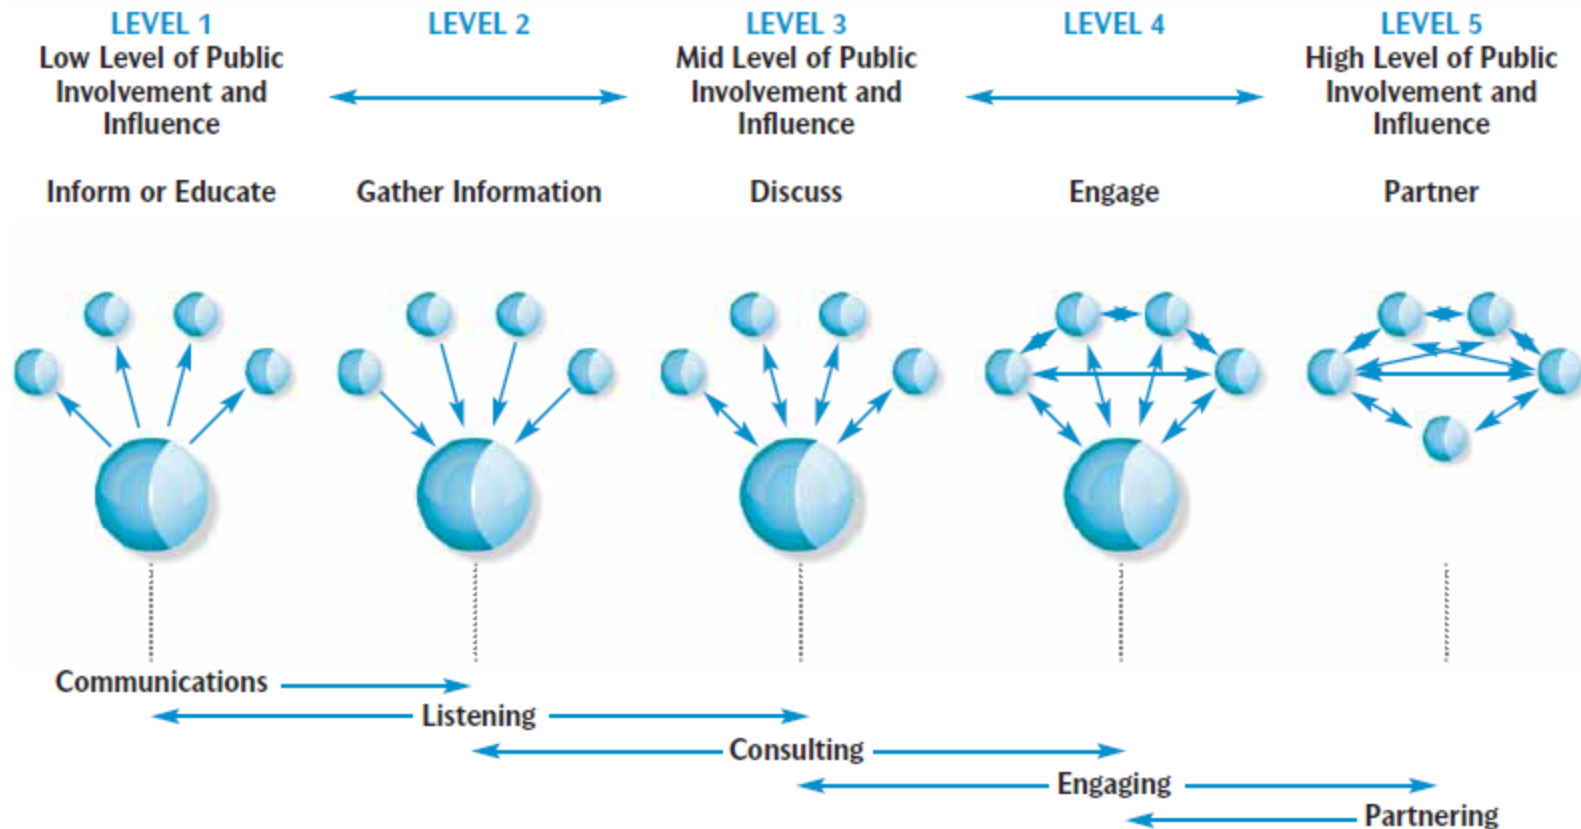 LEVEL 1
Low Level of Public
Involvement and
Influence
LEVEL 2
LEVEL 3
Mid Level of Public
Involvement and
Influence
LEVEL 4
LEVEL 5
High Level of Public
Involvement and
Influence
Inform or Educate
Gather Information
Discuss
Engage
Partner
Communications
Listening
Consulting
Engaging
Partnering